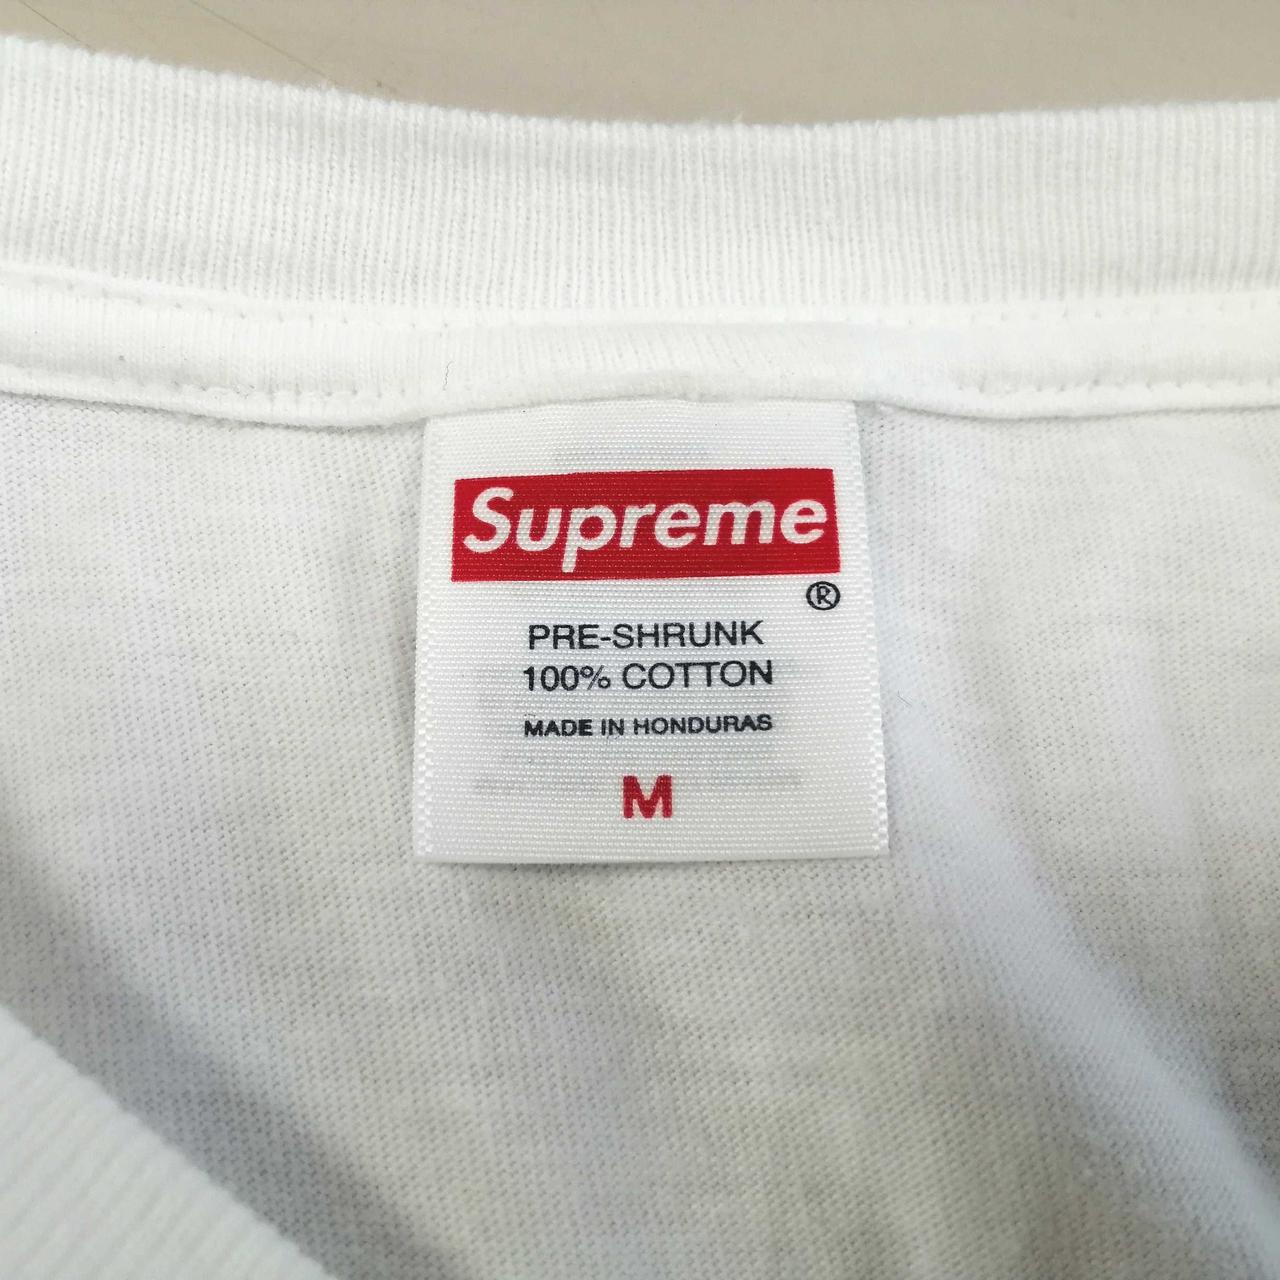 Supreme
®
PRE-SHRUNK
100% COTTON
MADE IN HONDURAS
M